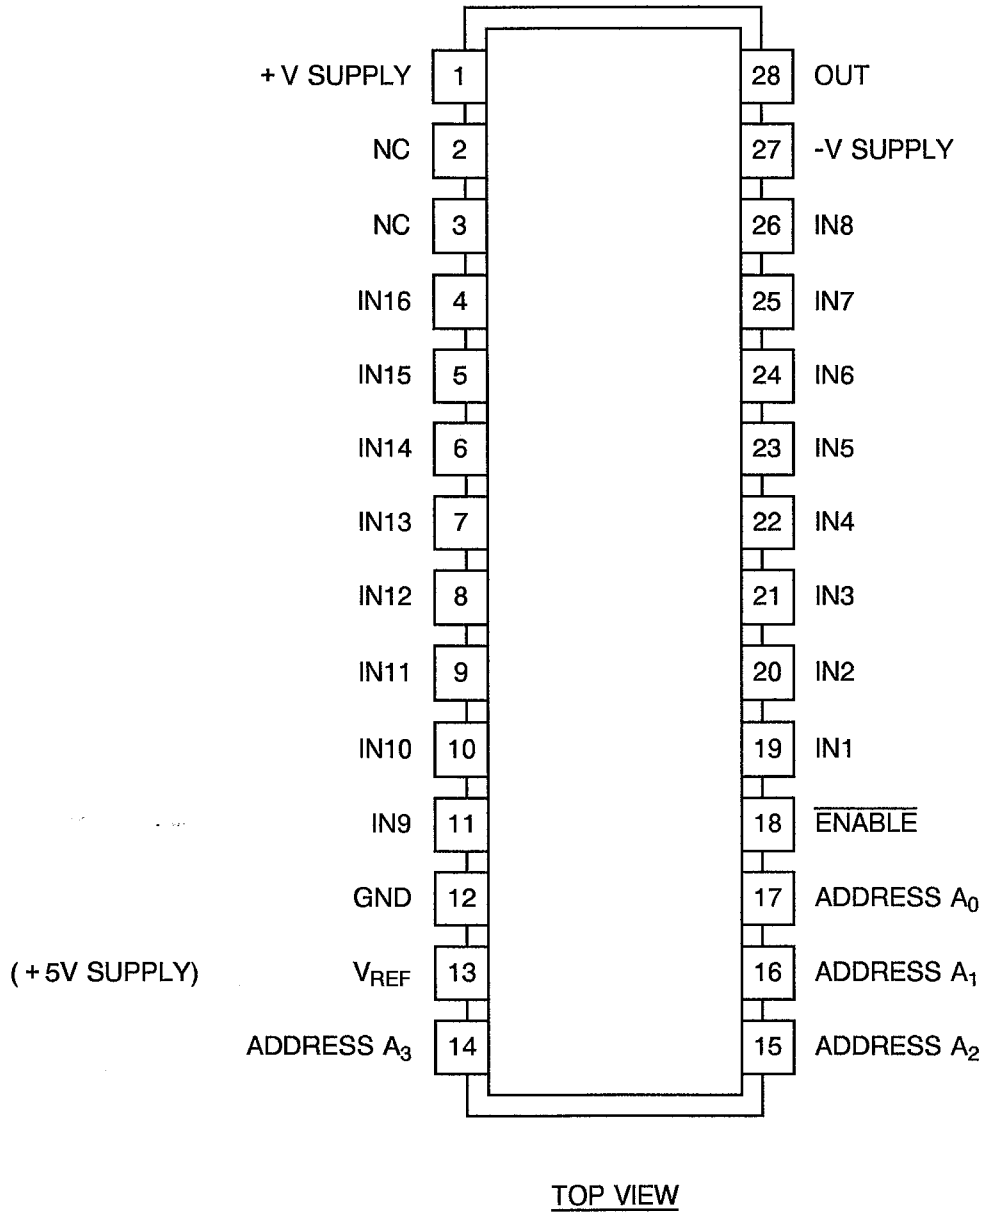 +V SUPPLY 1 28 OUT
NC 2 27 -V SUPPLY
NC 3 26 IN8
IN16 4 25 IN7
IN15 5 24 IN6
IN14 6 23 IN5
IN13 7 22 IN4
IN12 8 21 IN3
IN11 9 20 IN2
IN10 10 19 IN1
IN9 11 18 ENABLE
GND 12 17 ADDRESS A0
(+5V SUPPLY) VREF 13 16 ADDRESS A1
ADDRESS A3 14 15 ADDRESS A2
TOP VIEW